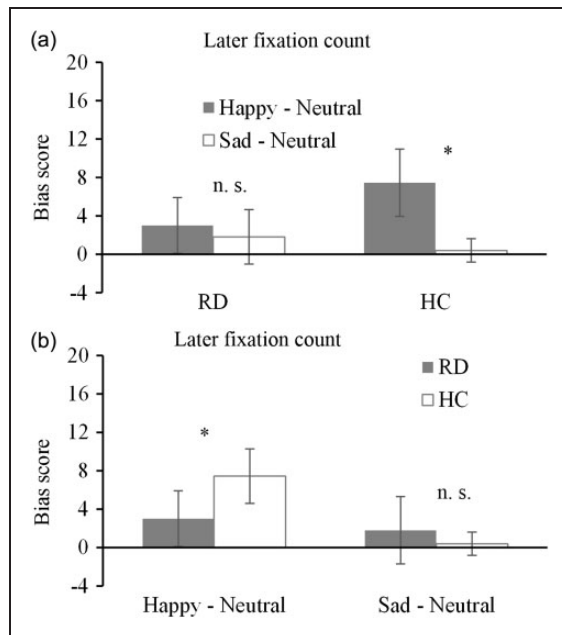 (a)
Later fixation count
20
16
12
8
4
0
-4
Bias score
Happy - Neutral
Sad - Neutral
n. s.
*
RD
HC
(b)
Later fixation count
20
16
12
8
4
0
-4
Bias score
RD
HC
*
n. s.
Happy - Neutral
Sad - Neutral